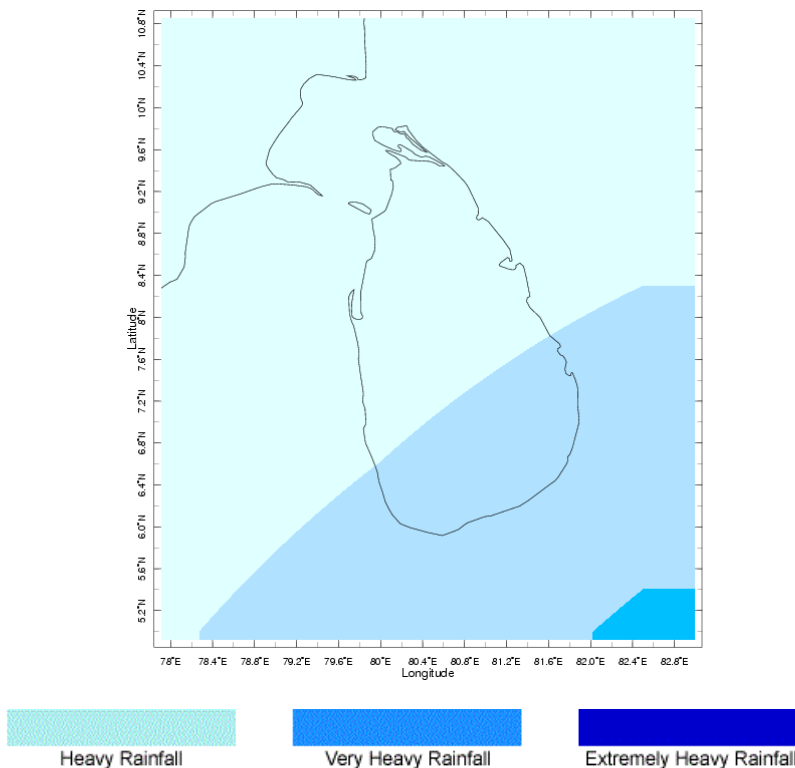 10.8°N
10.4°N
10°N
9.6°N
9.2°N
8.8°N
8.4°N
8°N
7.6°N
7.2°N
6.8°N
6.4°N
6.0°N
5.6°N
5.2°N
Latitude
78°E 78.4°E 78.8°E 79.2°E 79.6°E 80°E 80.4°E 80.8°E 81.2°E 81.6°E 82.0°E 82.4°E 82.8°E
Longitude
Heavy Rainfall Very Heavy Rainfall Extremely Heavy Rainfall